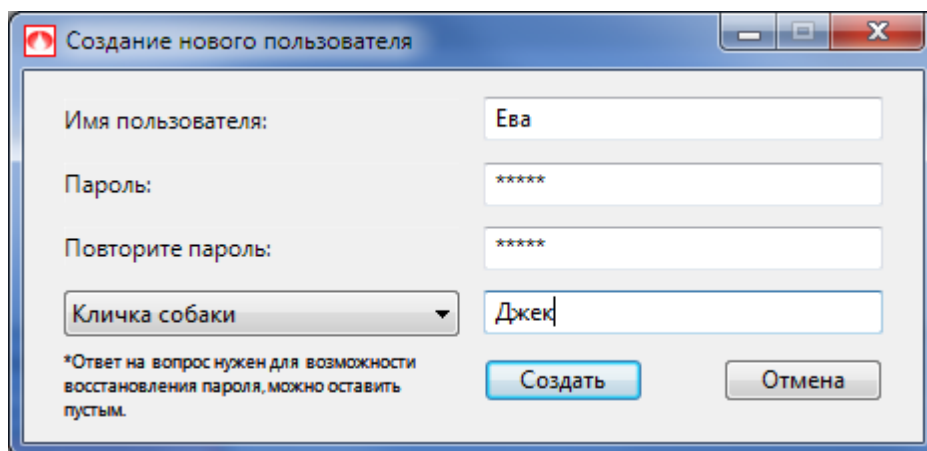 Создание нового пользователя
Имя пользователя: Ева
Пароль: *****
Повторите пароль: *****
Кличка собаки Джек
*Ответ на вопрос нужен для возможности
восстановления пароля, можно оставить
пустым.
Создать Отмена